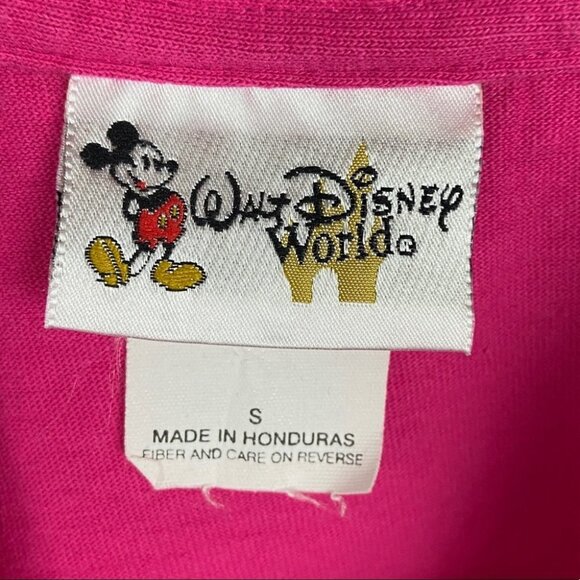 Walt Disney
World®
S
MADE IN HONDURAS
FIBER AND CARE ON REVERSE